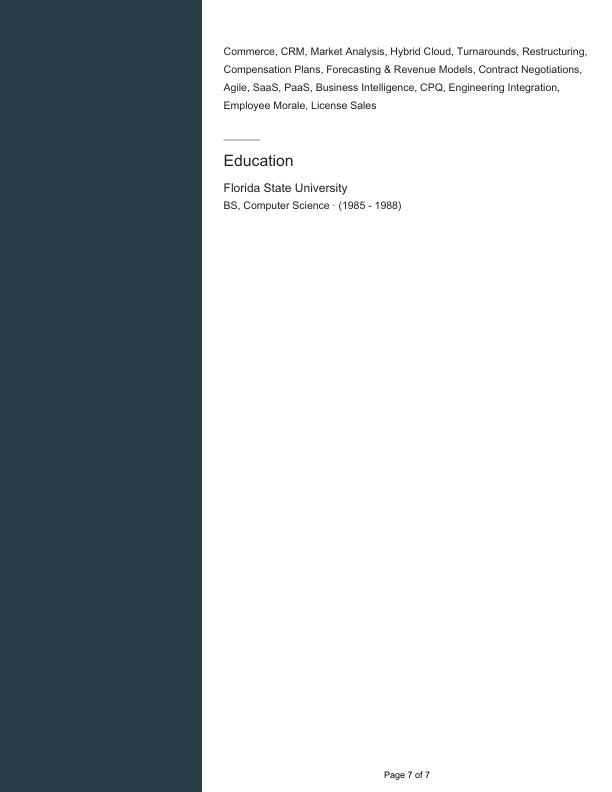 Commerce, CRM, Market Analysis, Hybrid Cloud, Turnarounds, Restructuring,
Compensation Plans, Forecasting & Revenue Models, Contract Negotiations,
Agile, SaaS, PaaS, Business Intelligence, CPQ, Engineering Integration,
Employee Morale, License Sales
Education
Florida State University
BS, Computer Science · (1985 - 1988)
Page 7 of 7